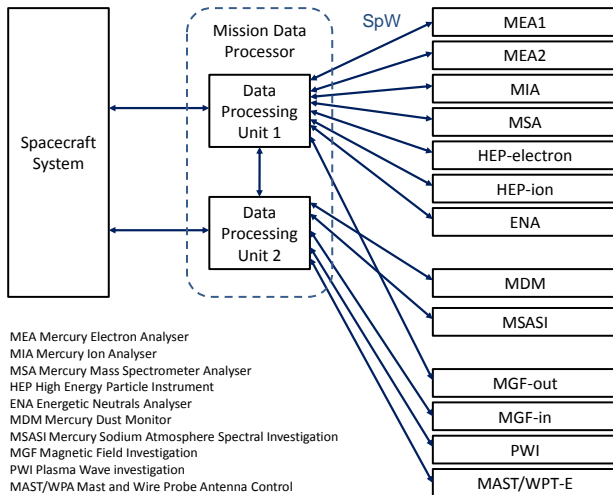 Mission Data
Processor
SpW
Spacecraft
System
Data
Processing
Unit 1
Data
Processing
Unit 2
MEA1
MEA2
MIA
MSA
HEP-electron
HEP-ion
ENA
MDM
MSASI
MGF-out
MGF-in
PWI
MAST/WPT-E
MEA Mercury Electron Analyser
MIA Mercury Ion Analyser
MSA Mercury Mass Spectrometer Analyser
HEP High Energy Particle Instrument
ENA Energetic Neutrals Analyser
MDM Mercury Dust Monitor
MSASI Mercury Sodium Atmosphere Spectral Investigation
MGF Magnetic Field Investigation
PWI Plasma Wave investigation
MAST/WPA Mast and Wire Probe Antenna Control